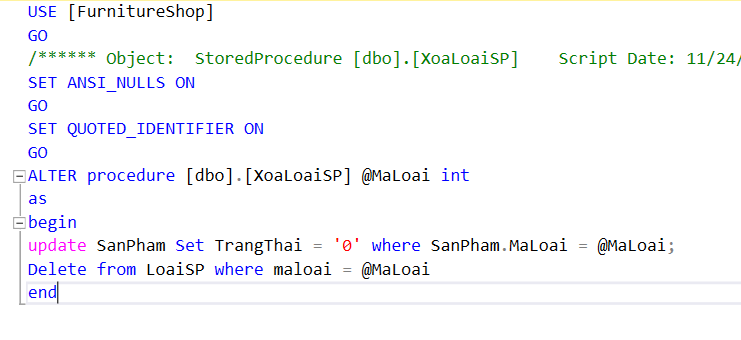 USE [FurnitureShop]
GO
/****** Object:  StoredProcedure [dbo].[XoaLoaiSP]    Script Date: 11/24/
SET ANSI_NULLS ON
GO
SET QUOTED_IDENTIFIER ON
GO
ALTER procedure [dbo].[XoaLoaiSP] @MaLoai int
as
begin
update SanPham Set TrangThai = '0' where SanPham.MaLoai = @MaLoai;
Delete from LoaiSP where maloai = @MaLoai
end